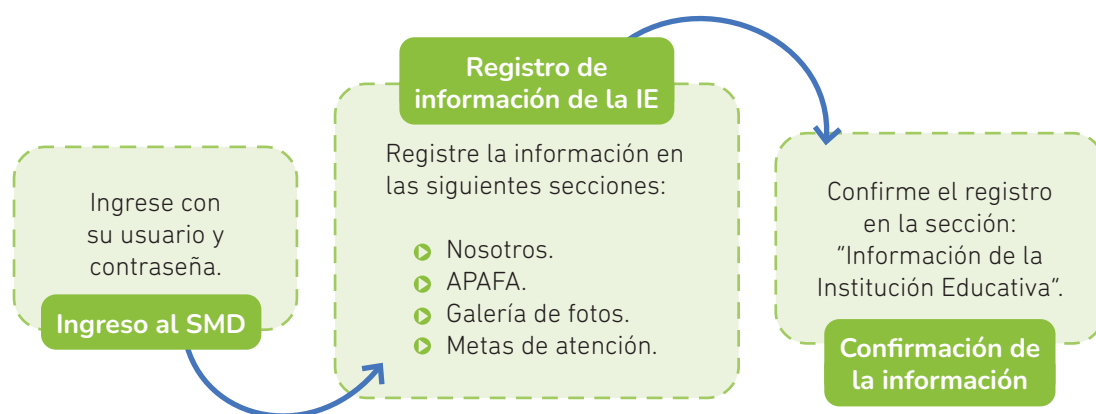 Ingrese con
su usuario y
contraseña.
Ingreso al SMD
Registro de
información de la IE
Registre la información en
las siguientes secciones:
Nosotros.
APAFA.
Galería de fotos.
Metas de atención.
Confirme el registro
en la sección:
“Información de la
Institución Educativa”.
Confirmación de
la información